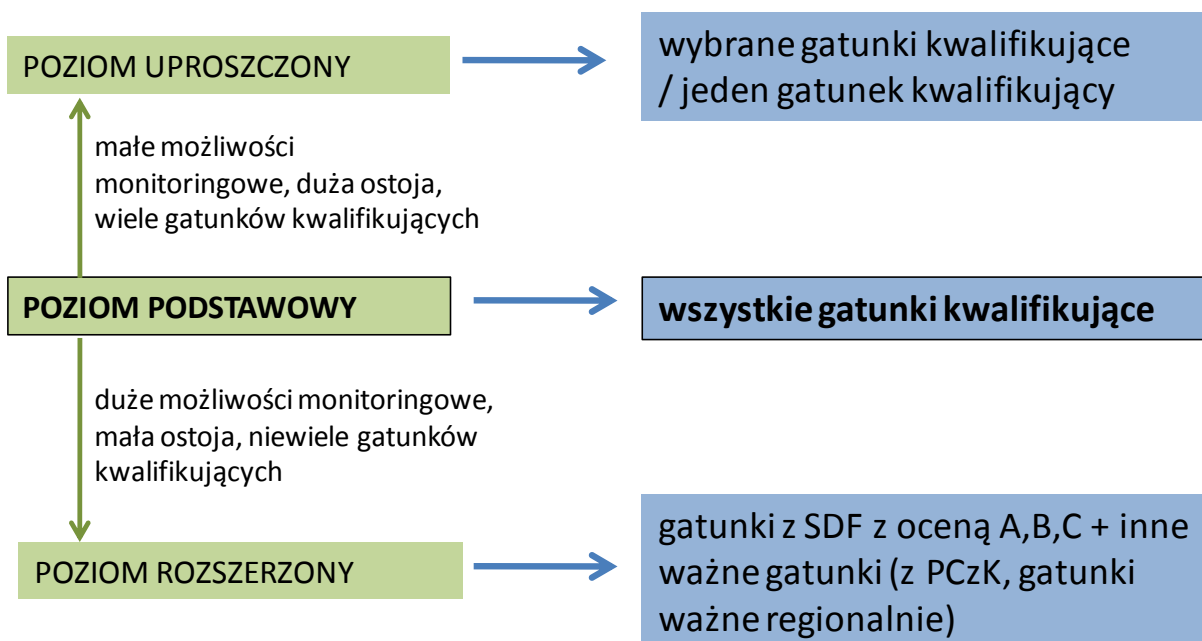 POZIOM UPROSZCZONY
wybrane gatunki kwalifikujące
/ jeden gatunek kwalifikujący
małe możliwości
monitoringowe, duża ostoja,
wiele gatunków kwalifikujących
POZIOM PODSTAWOWY
wszystkie gatunki kwalifikujące
duże możliwości monitoringowe,
mała ostoja, niewiele gatunków
kwalifikujących
POZIOM ROZSZERZONY
gatunki z SDF z oceną A,B,C + inne
ważne gatunki (z PCzK, gatunki
ważne regionalnie)